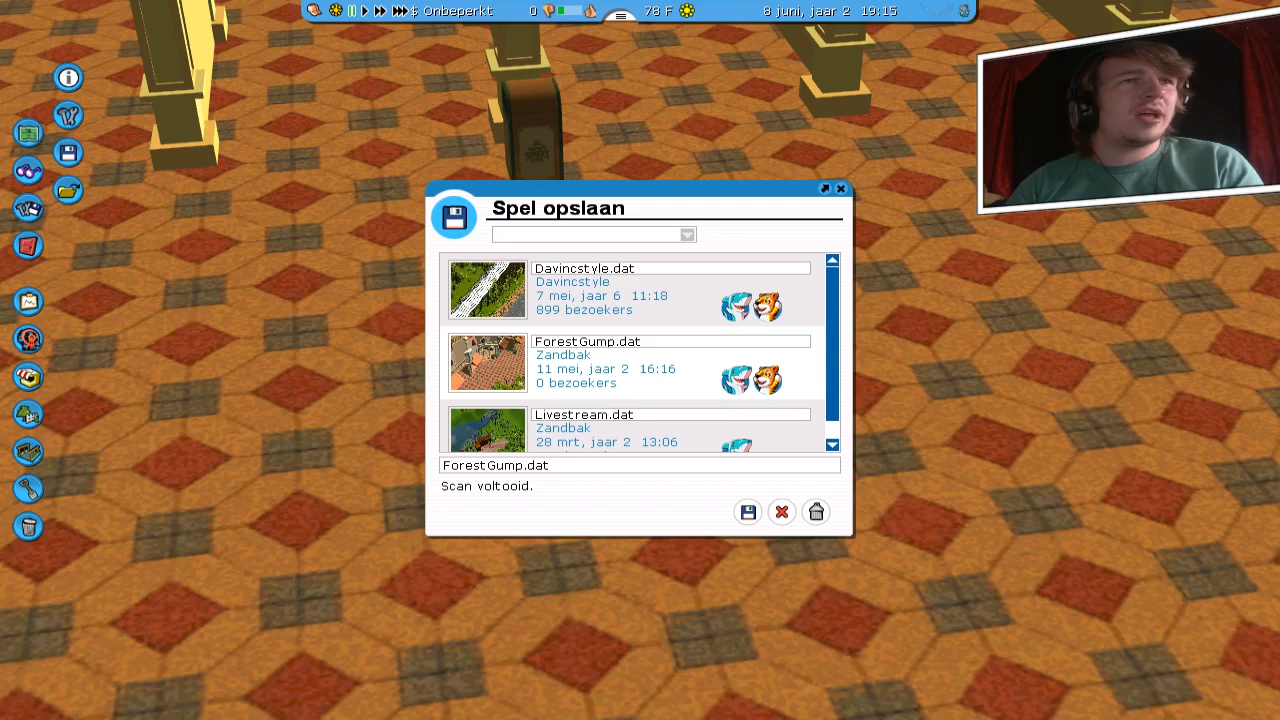 $ Onbeperkt 0 78 F 8 juni, jaar 2 19:15
Spel opslaan
Davincstyle.dat
Davincstyle
7 mei, jaar 6 11:18
899 bezoekers
ForestGump.dat
Zandbak
11 mei, jaar 2 16:16
0 bezoekers
Livestream.dat
Zandbak
28 mrt, jaar 2 13:06
ForestGump.dat
Scan voltooid.